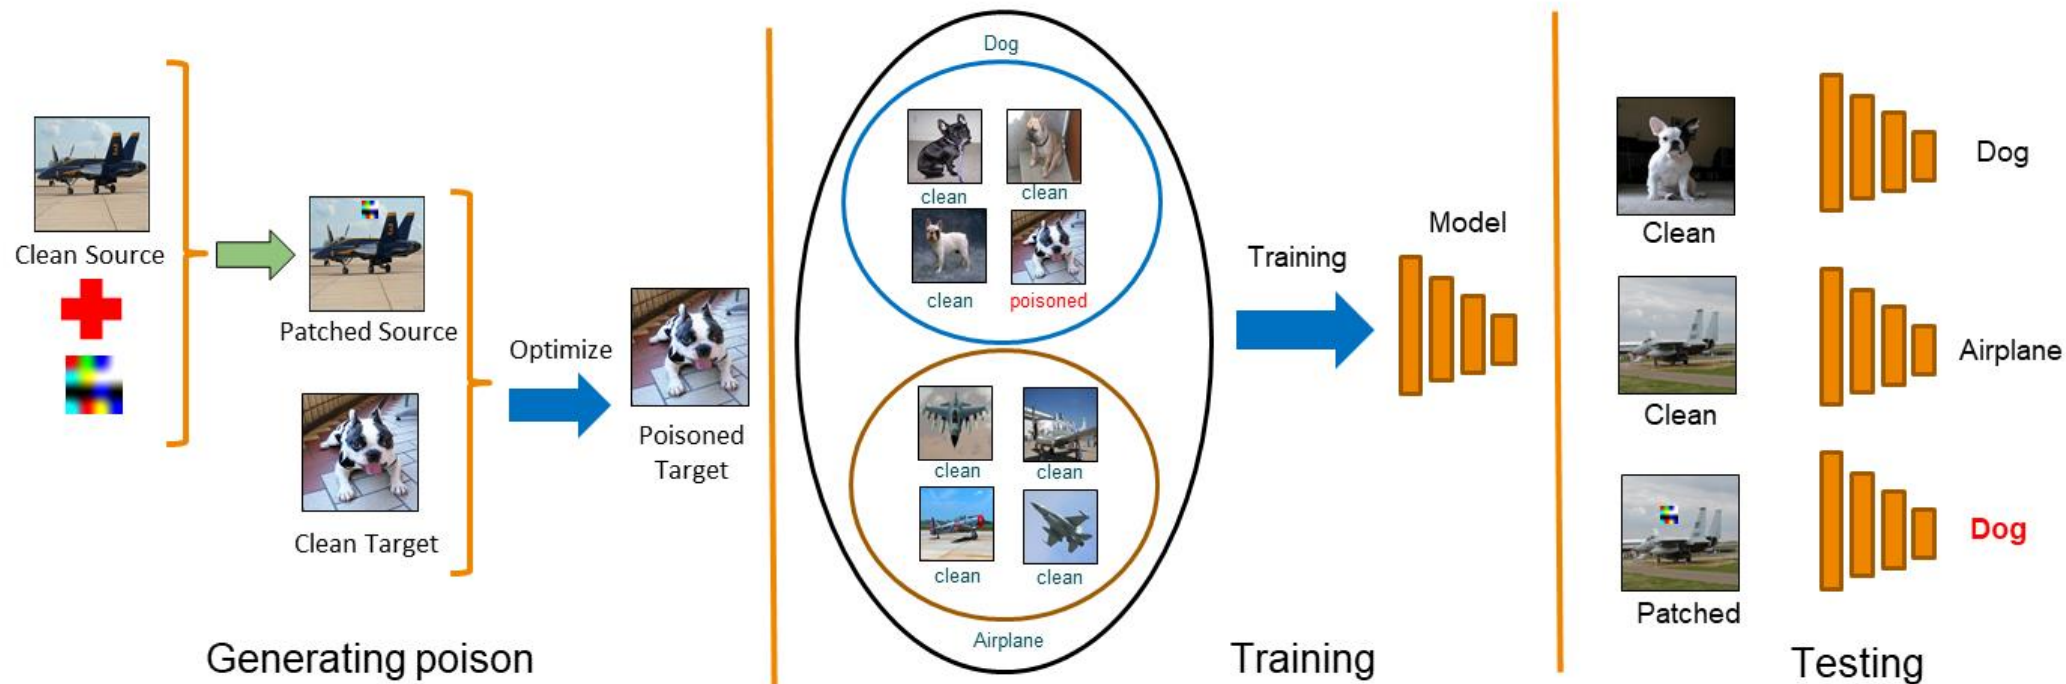 Clean Source
Patched Source
Clean Target
Optimize
Poisoned
Target
Generating poison
Dog
clean
clean
clean
poisoned
clean
clean
clean
clean
Airplane
Training
Model
Training
Clean
Dog
Clean
Airplane
Patched
Dog
Testing